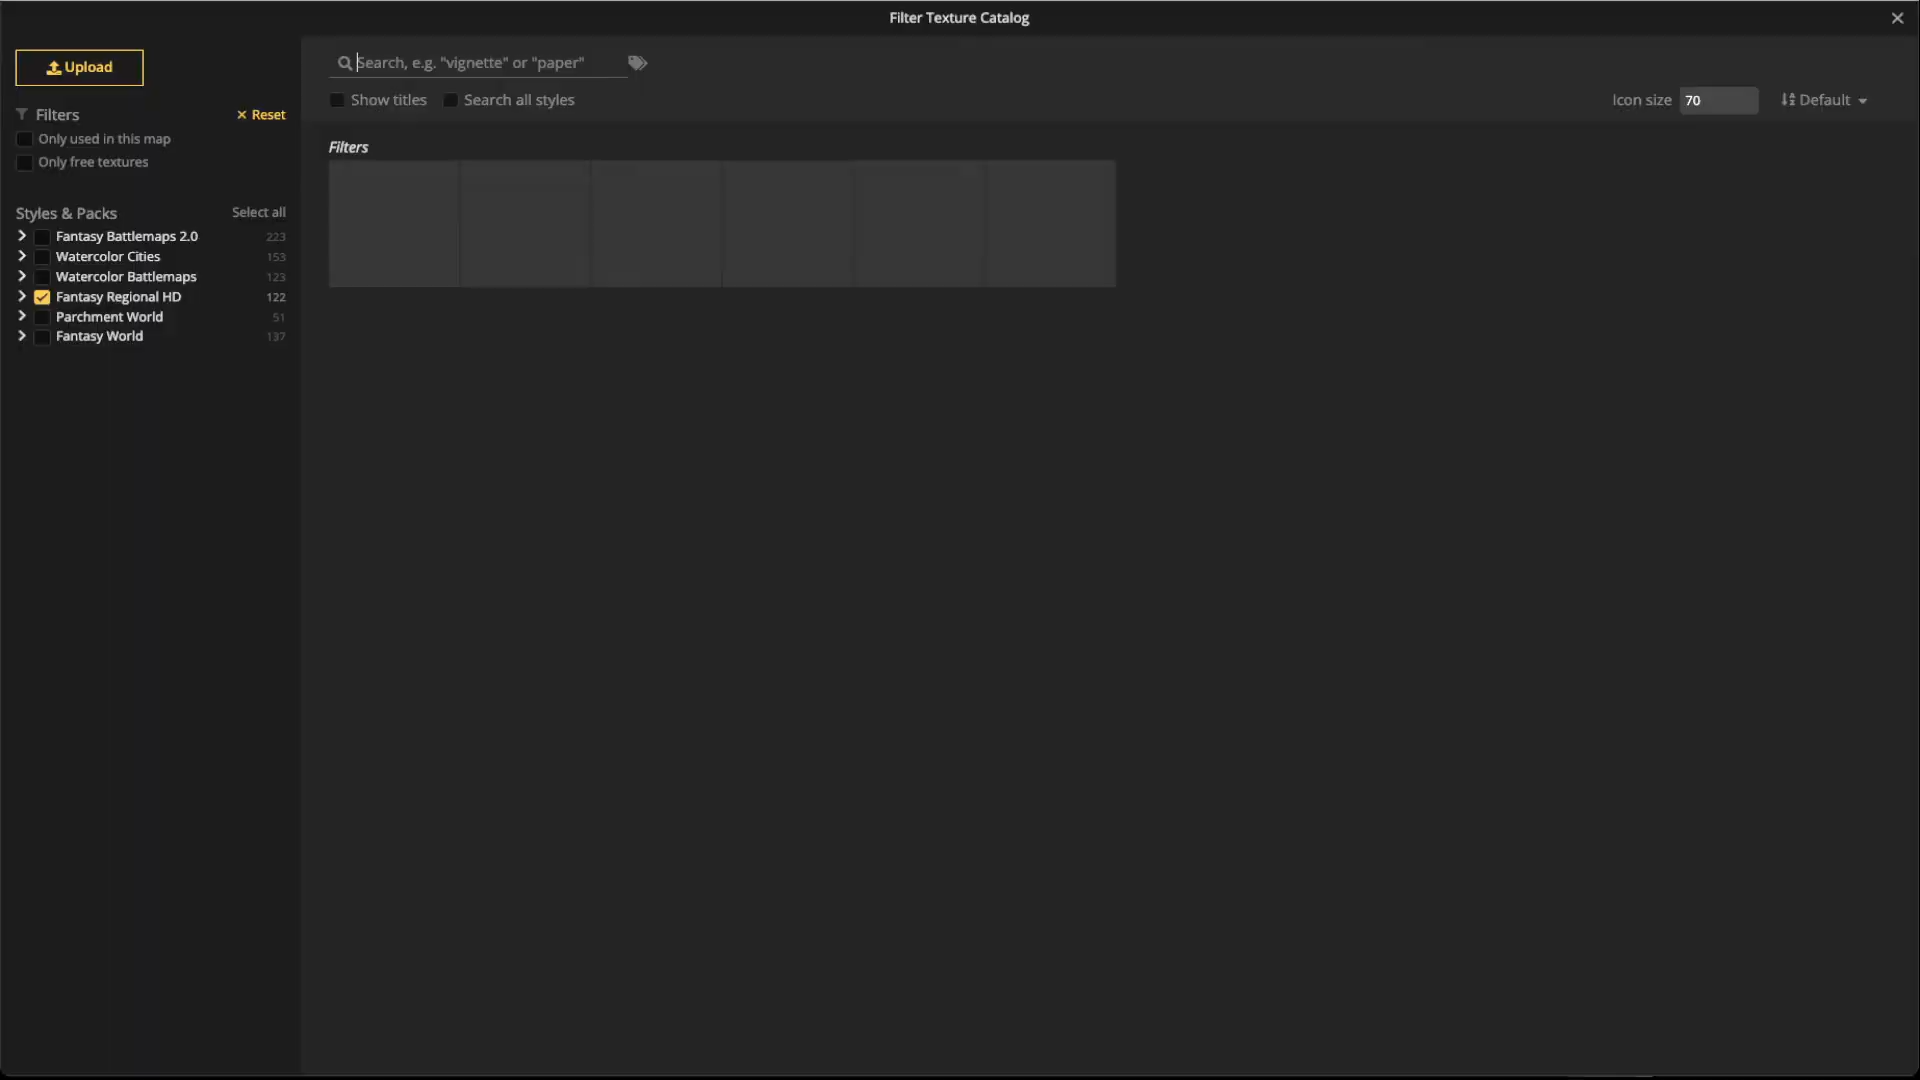 Filter Texture Catalog
Upload
Search, e.g. "vignette" or "paper"
Show titles
Search all styles
Icon size
70
Default
Filters
Reset
Only used in this map
Only free textures
Styles & Packs
Select all
Fantasy Battlemaps 2.0 223
Watercolor Cities 153
Watercolor Battlemaps 123
Fantasy Regional HD 122
Parchment World 51
Fantasy World 137
Filters